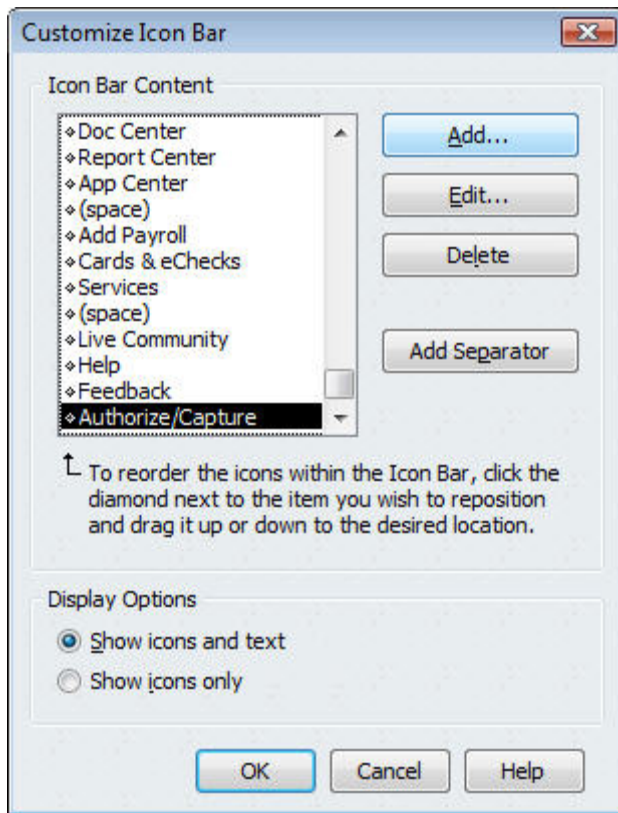 Customize Icon Bar
Icon Bar Content
Doc Center
Report Center
App Center
(space)
Add Payroll
Cards & eChecks
Services
(space)
Live Community
Help
Feedback
Authorize/Capture
Add...
Edit...
Delete
Add Separator
To reorder the icons within the Icon Bar, click the
diamond next to the item you wish to reposition
and drag it up or down to the desired location.
Display Options
Show icons and text
Show icons only
OK
Cancel
Help